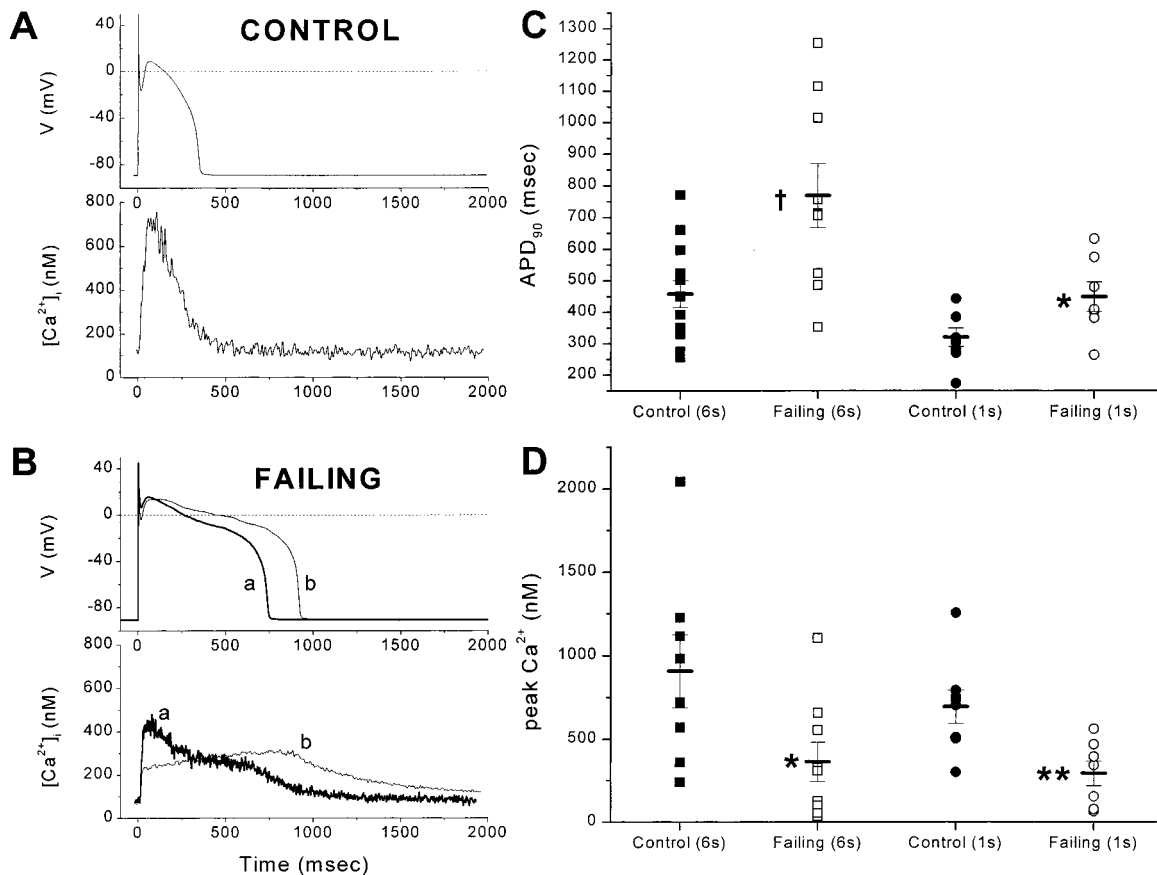 A
CONTROL
V (mV)
40
0
-40
-80
0 500 1000 1500 2000
[Ca²⁺]ᵢ (nM)
800
600
400
200
0
0 500 1000 1500 2000
B
FAILING
V (mV)
40
0
-40
-80
a b
0 500 1000 1500 2000
[Ca²⁺]ᵢ (nM)
600
400
200
0
a
b
0 500 1000 1500 2000
Time (msec)
C
APD₉₀ (msec)
1300
1200
1100
1000
900
800
700
600
500
400
300
200
†
*
Control (6s) Failing (6s) Control (1s) Failing (1s)
D
peak Ca²⁺ (nM)
2000
1500
1000
500
0
*
**
Control (6s) Failing (6s) Control (1s) Failing (1s)